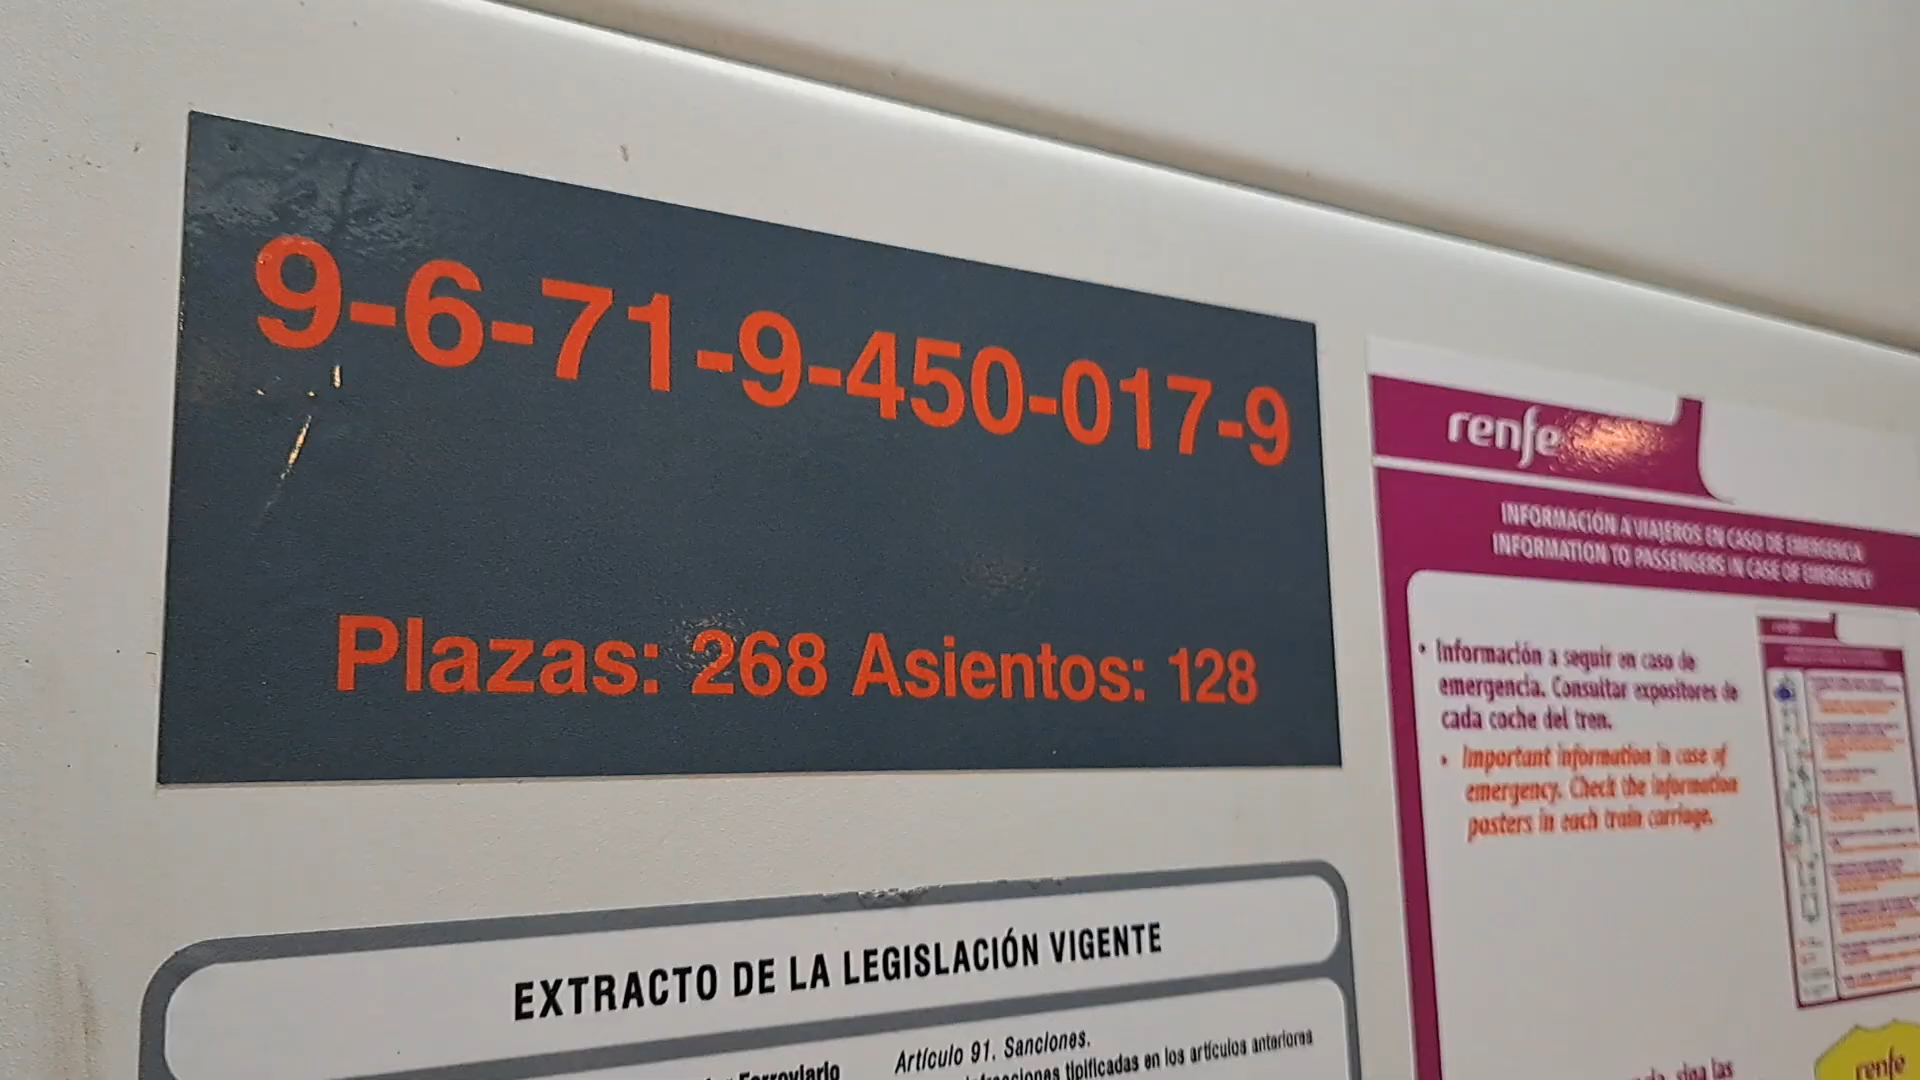 9-6-71-9-450-017-9
Plazas: 268 Asientos: 128
renfe
INFORMACIÓN A VIAJEROS EN CASO DE EMERGENCIA
INFORMATION TO PASSENGERS IN CASE OF EMERGENCY
• Información a seguir en caso de
emergencia. Consultar expositores de
cada coche del tren.
• Important information in case of
emergency. Check the information
posters in each train carriage.
EXTRACTO DE LA LEGISLACIÓN VIGENTE
Artículo 91. Sanciones.
tipificadas en los artículos anteriores
Ferroviario
renfe